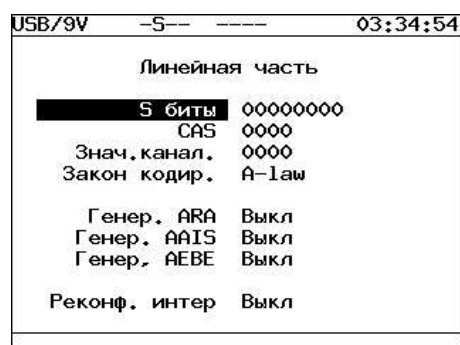 USB/9V -S-- ---- 03:34:54
Линейная часть
S биты 00000000
CAS 0000
Знач.канал. 0000
Закон кодир. A-law
Генер. ARA Выкл
Генер. AAIS Выкл
Генер, AEBE Выкл
Реконф. интер Выкл